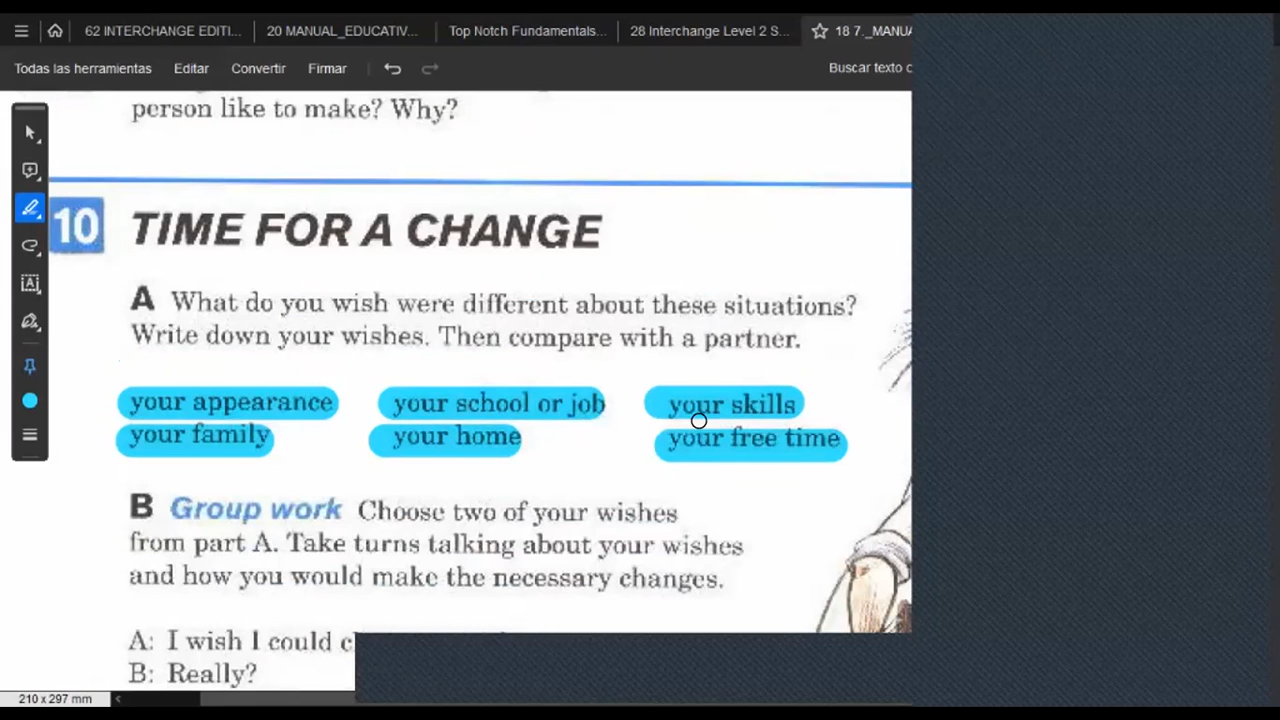 62 INTERCHANGE EDITI... 20 MANUAL_EDUCATIV... Top Notch Fundamentals... 28 Interchange Level 2 S... 18 7._MANUA
Todas las herramientas Editar Convertir Firmar Buscar texto c
person like to make? Why?
10 TIME FOR A CHANGE
A What do you wish were different about these situations?
Write down your wishes. Then compare with a partner.
your appearance your school or job your skills
your family your home your free time
B Group work Choose two of your wishes
from part A. Take turns talking about your wishes
and how you would make the necessary changes.
A: I wish I could c
B: Really?
210 x 297 mm